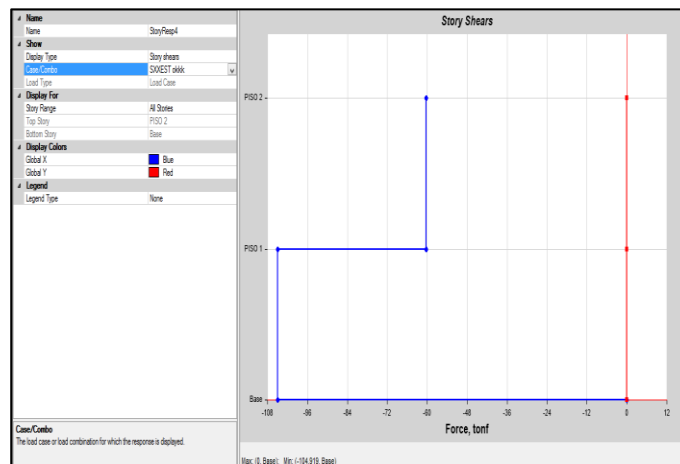 Name
Name StoryResp4
Show
Display Type Story shears
Case/Combo SXXEST okkk
Load Type Load Case
Display For
Story Range All Stories
Top Story PISO 2
Bottom Story Base
Display Colors
Global X Blue
Global Y Red
Legend
Legend Type None
Case/Combo
The load case or load combination for which the response is displayed.
Story Shears
PISO 2
PISO 1
Base
-108 -96 -84 -72 -60 -48 -36 -24 -12 0 12
Force, tonf
Max: (0, Base); Min: (-104.919, Base)